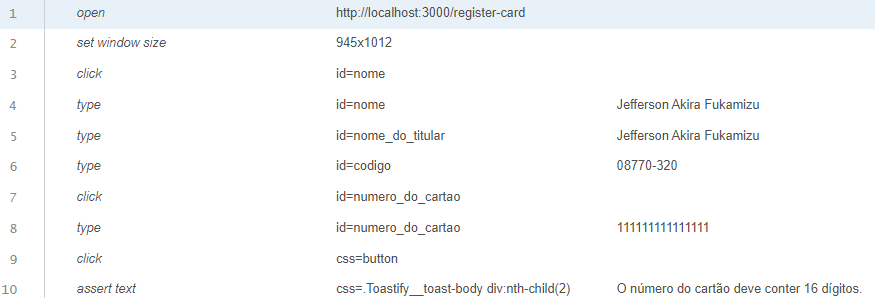 1 open http://localhost:3000/register-card
2 set window size 945x1012
3 click id=nome
4 type id=nome Jefferson Akira Fukamizu
5 type id=nome_do_titular Jefferson Akira Fukamizu
6 type id=codigo 08770-320
7 click id=numero_do_cartao
8 type id=numero_do_cartao 111111111111111
9 click css=button
10 assert text css=.Toastify__toast-body div:nth-child(2) O número do cartão deve conter 16 dígitos.